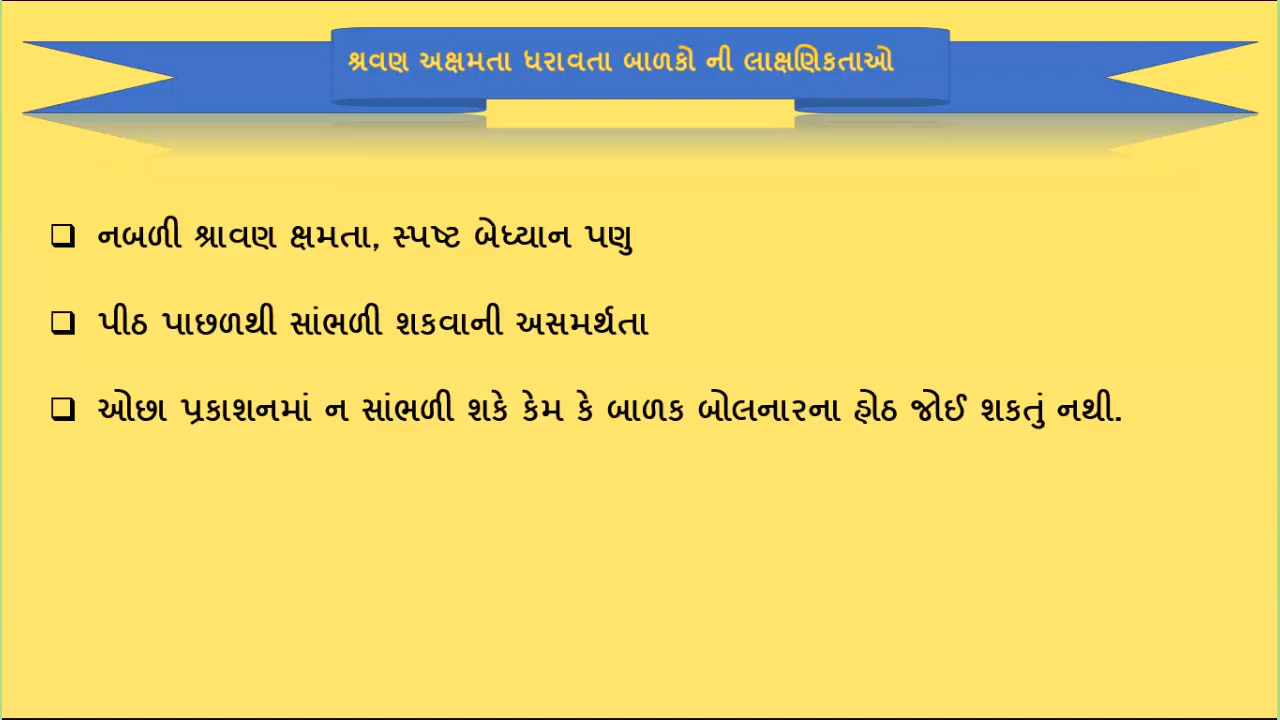 શ્રવણ અક્ષમતા ધરાવતા બાળકો ની લાક્ષણિકતાઓ
નબળી શ્રાવણ ક્ષમતા, સ્પષ્ટ બેધ્યાન પણુ
પીઠ પાછળથી સાંભળી શકવાની અસમર્થતા
ઓછા પ્રકાશનમાં ન સાંભળી શકે કેમ કે બાળક બોલનારના હોઠ જોઈ શકતું નથી.